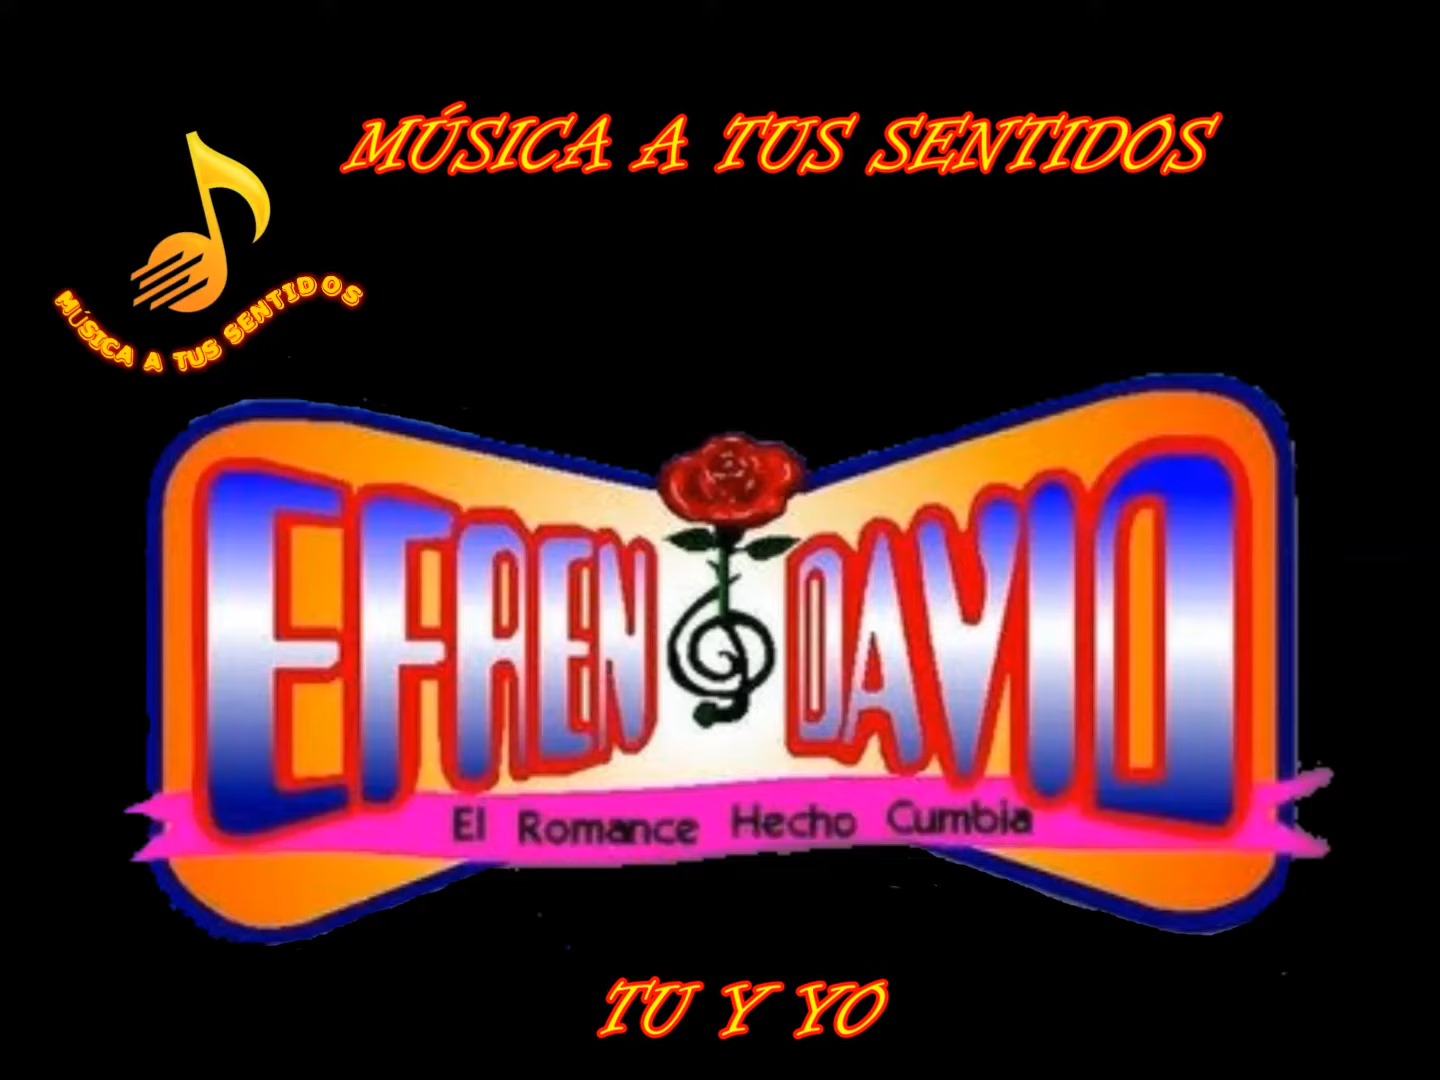 MÚSICA A TUS SENTIDOS
MÚSICA A TUS SENTIDOS
EFREN DAVID
El Romance Hecho Cumbia
TU Y YO